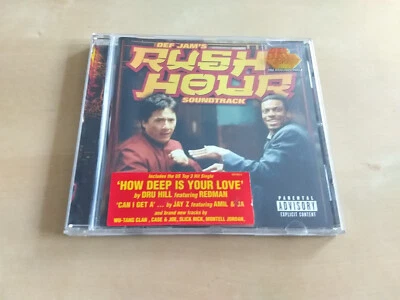 DEF JAM'S
RUSH
HOUR
SOUNDTRACK
Includes the US Top 3 Hit Single
'HOW DEEP IS YOUR LOVE'
by DRU HILL featuring REDMAN
'CAN I GET A' ... by JAY Z featuring AMIL & JA
and brand new tracks by
WU-TANG CLAN , CASE & JOE, SLICK RICK, MONTELL JORDAN,
PARENTAL
ADVISORY
EXPLICIT CONTENT